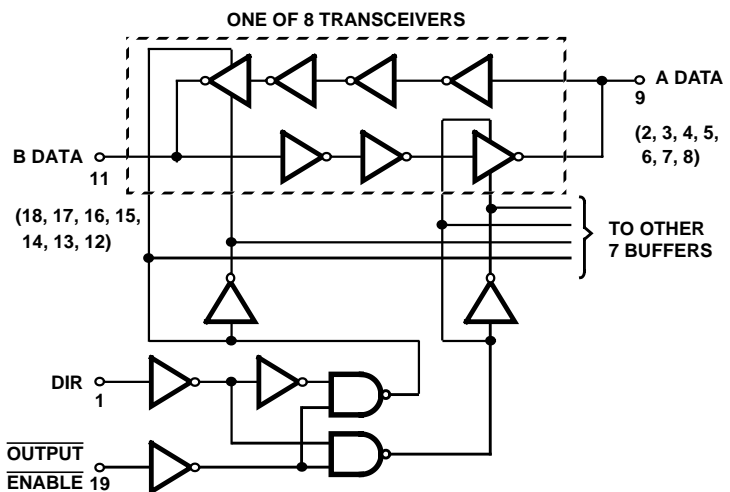 ONE OF 8 TRANSCEIVERS
A DATA
9
(2, 3, 4, 5,
6, 7, 8)
B DATA
11
(18, 17, 16, 15,
14, 13, 12)
TO OTHER
7 BUFFERS
DIR
1
OUTPUT
ENABLE 19